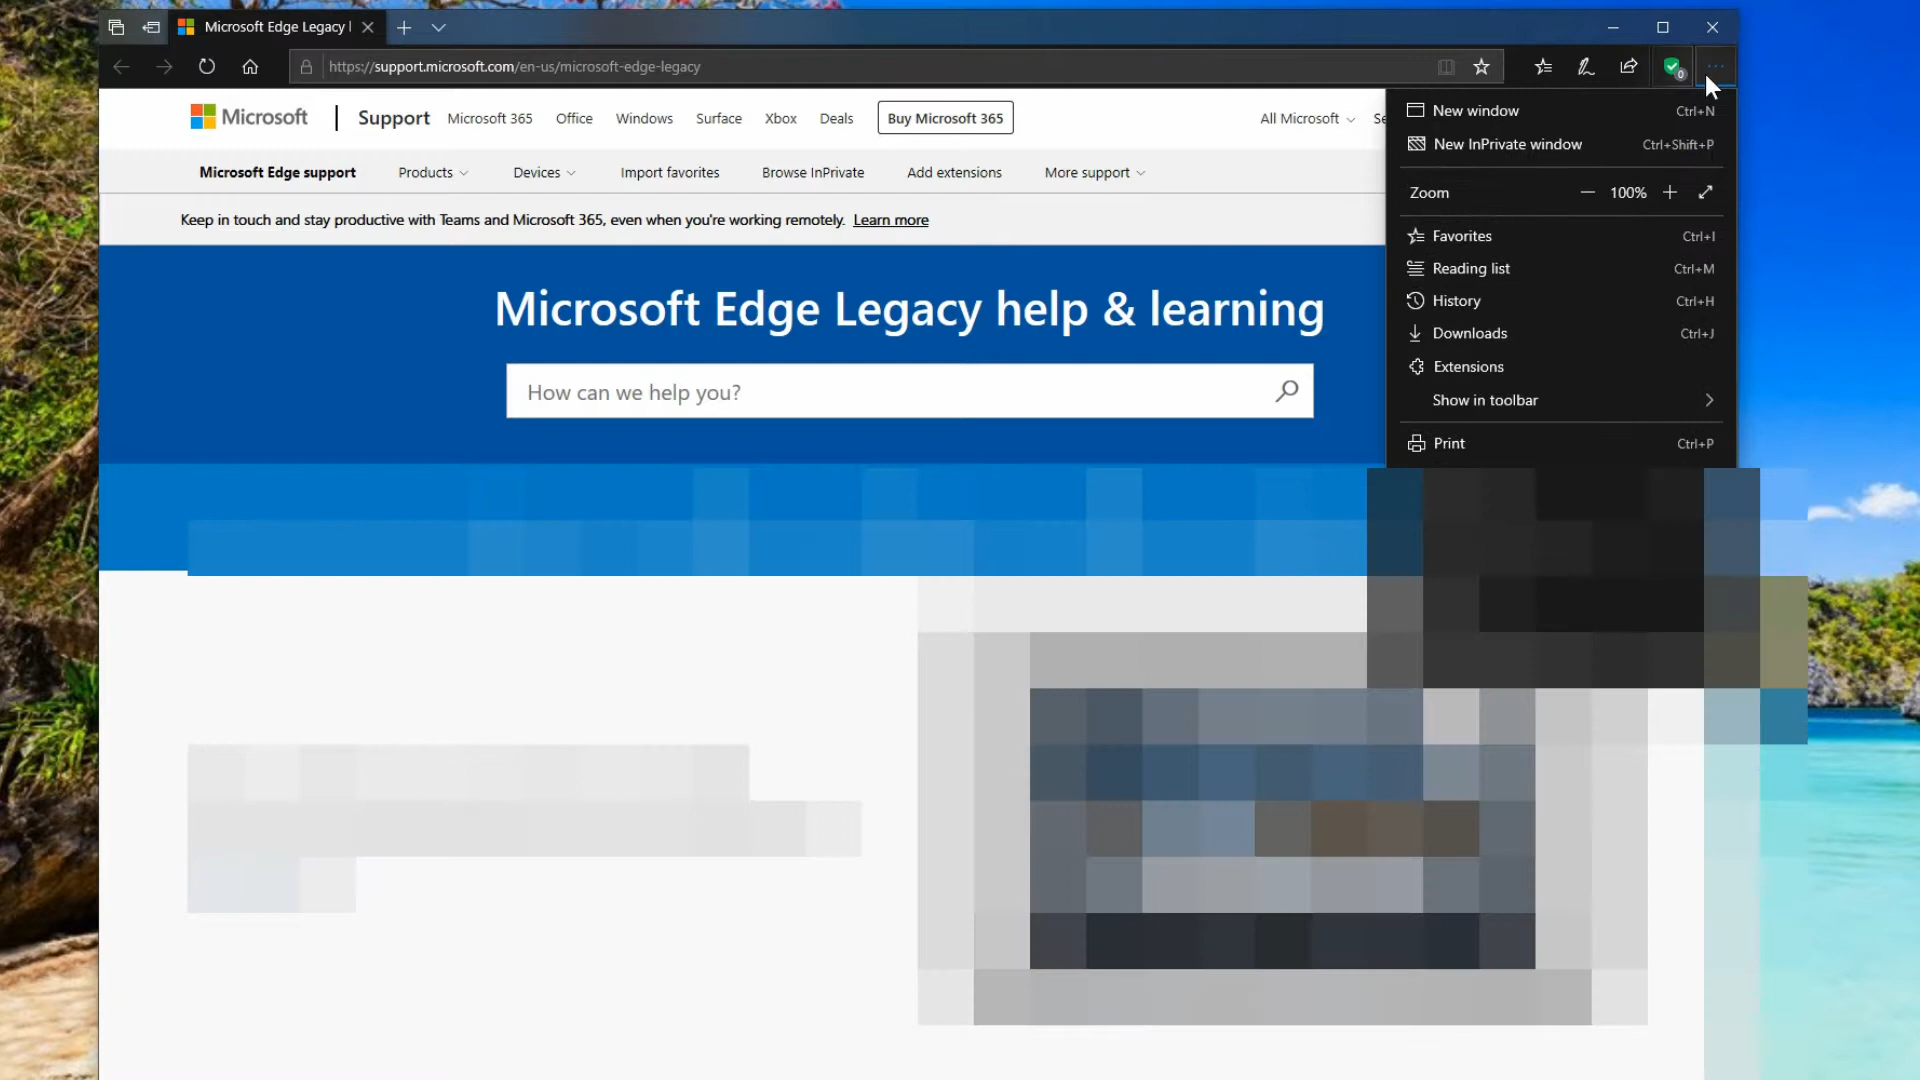 Microsoft Edge Legacy
https://support.microsoft.com/en-us/microsoft-edge-legacy
0
Microsoft Support Microsoft 365 Office Windows Surface Xbox Deals Buy Microsoft 365 All Microsoft
Microsoft Edge support Products Devices Import favorites Browse InPrivate Add extensions More support
Keep in touch and stay productive with Teams and Microsoft 365, even when you're working remotely. Learn more
Microsoft Edge Legacy help & learning
How can we help you?
New window Ctrl+N
New InPrivate window Ctrl+Shift+P
Zoom 100%
Favorites Ctrl+I
Reading list Ctrl+M
History Ctrl+H
Downloads Ctrl+J
Extensions
Show in toolbar
Print Ctrl+P